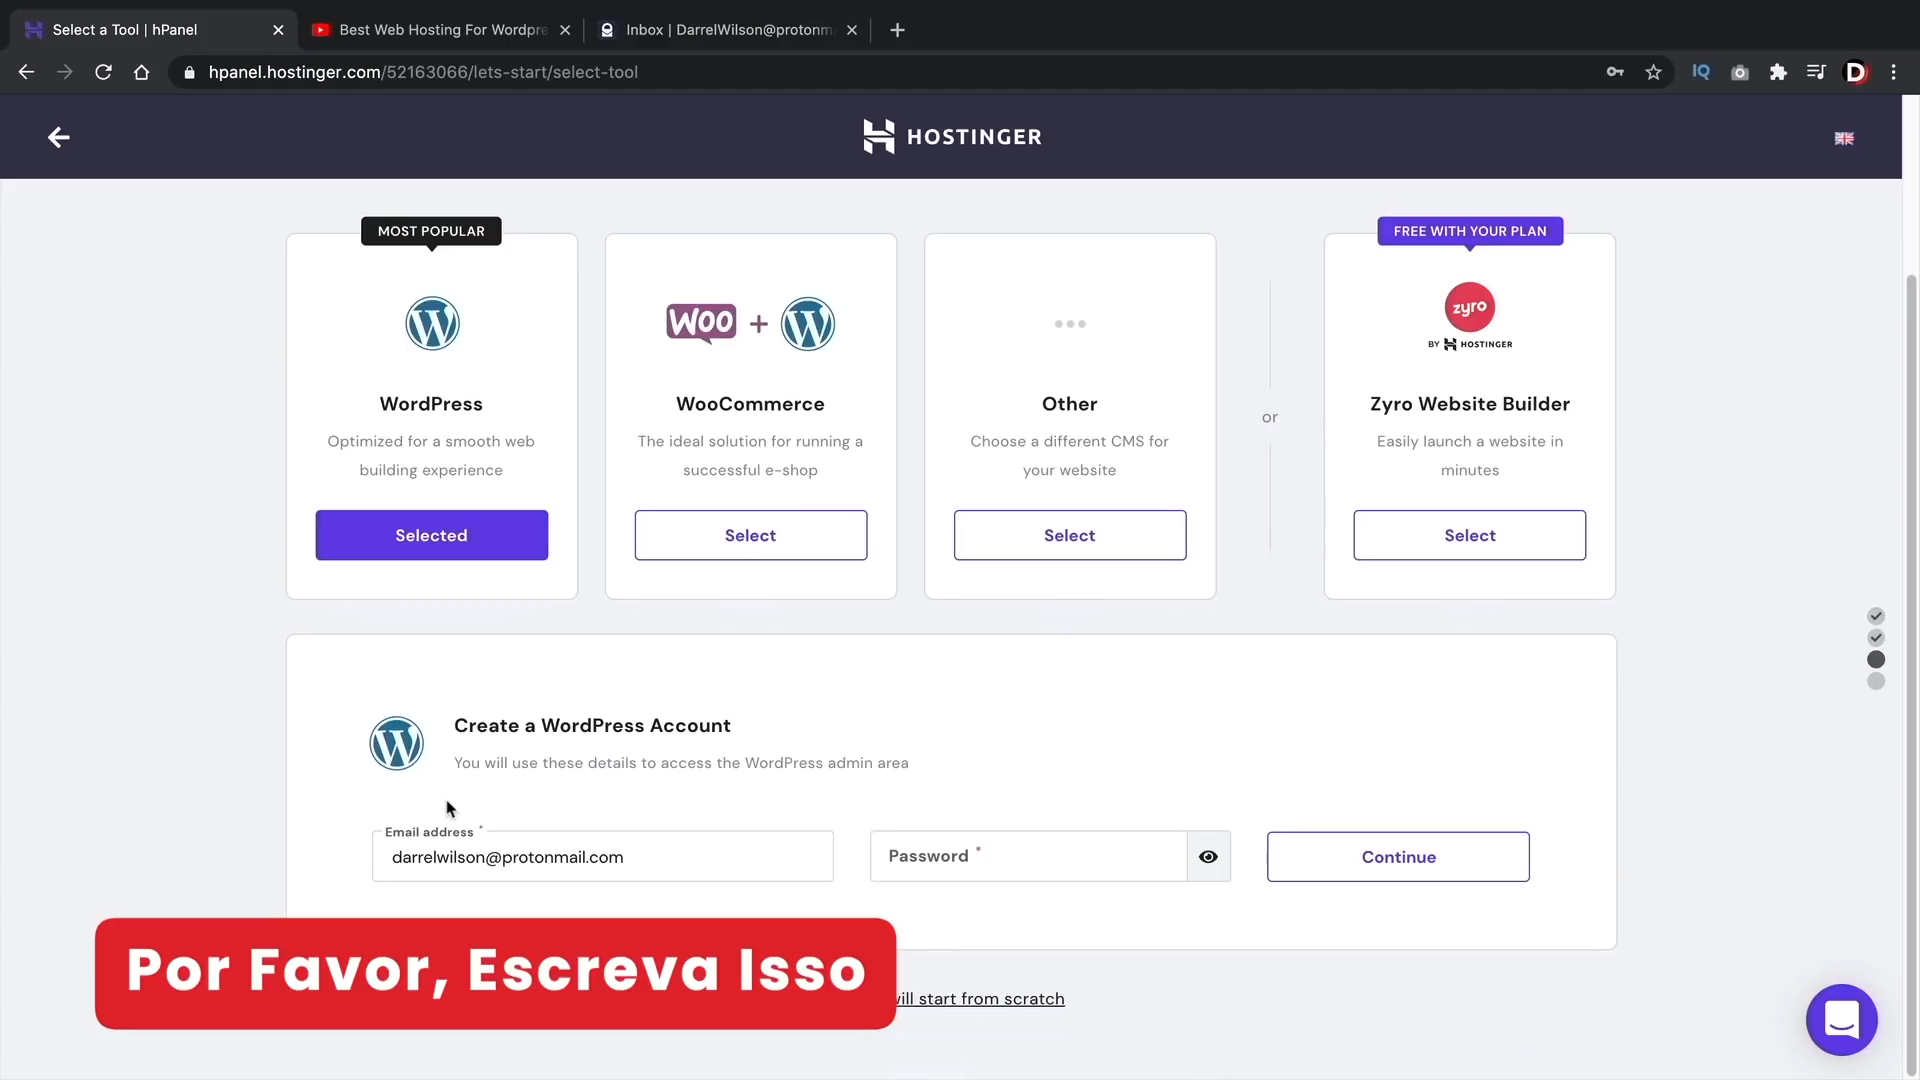 Select a Tool | hPanel
Best Web Hosting For Wordpre
Inbox | DarrelWilson@protonm
hpanel.hostinger.com/52163066/lets-start/select-tool
IQ
D
HOSTINGER
MOST POPULAR
FREE WITH YOUR PLAN
W
WOO + W
zyro
BY HOSTINGER
WordPress
WooCommerce
Other
Zyro Website Builder
Optimized for a smooth web
building experience
The ideal solution for running a
successful e-shop
Choose a different CMS for
your website
or
Easily launch a website in
minutes
Selected
Select
Select
Select
W
Create a WordPress Account
You will use these details to access the WordPress admin area
Email address *
darrelwilson@protonmail.com
Password *
Continue
Por Favor, Escreva Isso
will start from scratch